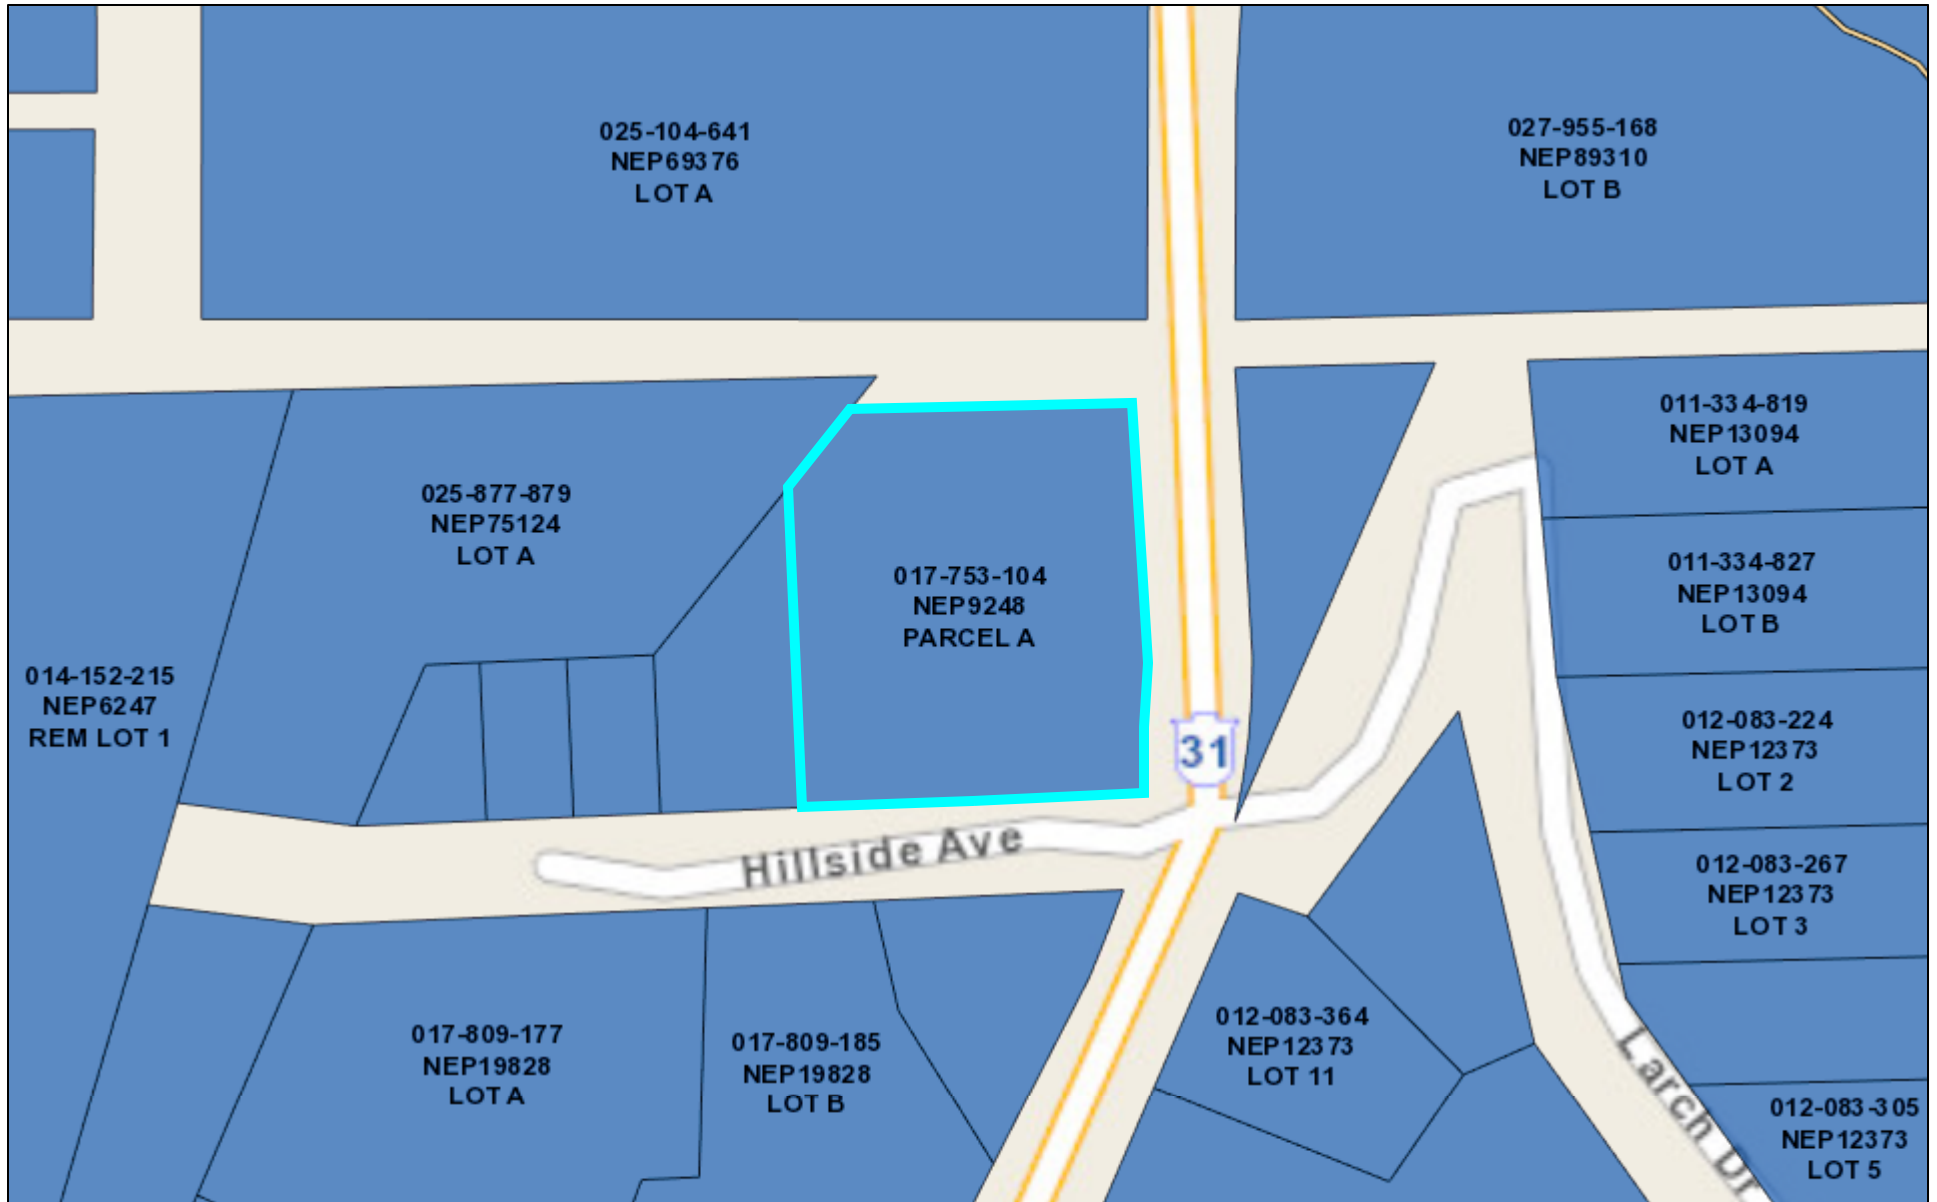 025-104-641
NEP69376
LOT A
027-955-168
NEP89310
LOT B
011-334-819
NEP13094
LOT A
025-877-879
NEP75124
LOT A
017-753-104
NEP9248
PARCEL A
011-334-827
NEP13094
LOT B
014-152-215
NEP6247
REM LOT 1
012-083-224
NEP12373
LOT 2
31
Hillside Ave
012-083-267
NEP12373
LOT 3
017-809-177
NEP19828
LOT A
017-809-185
NEP19828
LOT B
012-083-364
NEP12373
LOT 11
Larch Dr
012-083-305
NEP12373
LOT 5